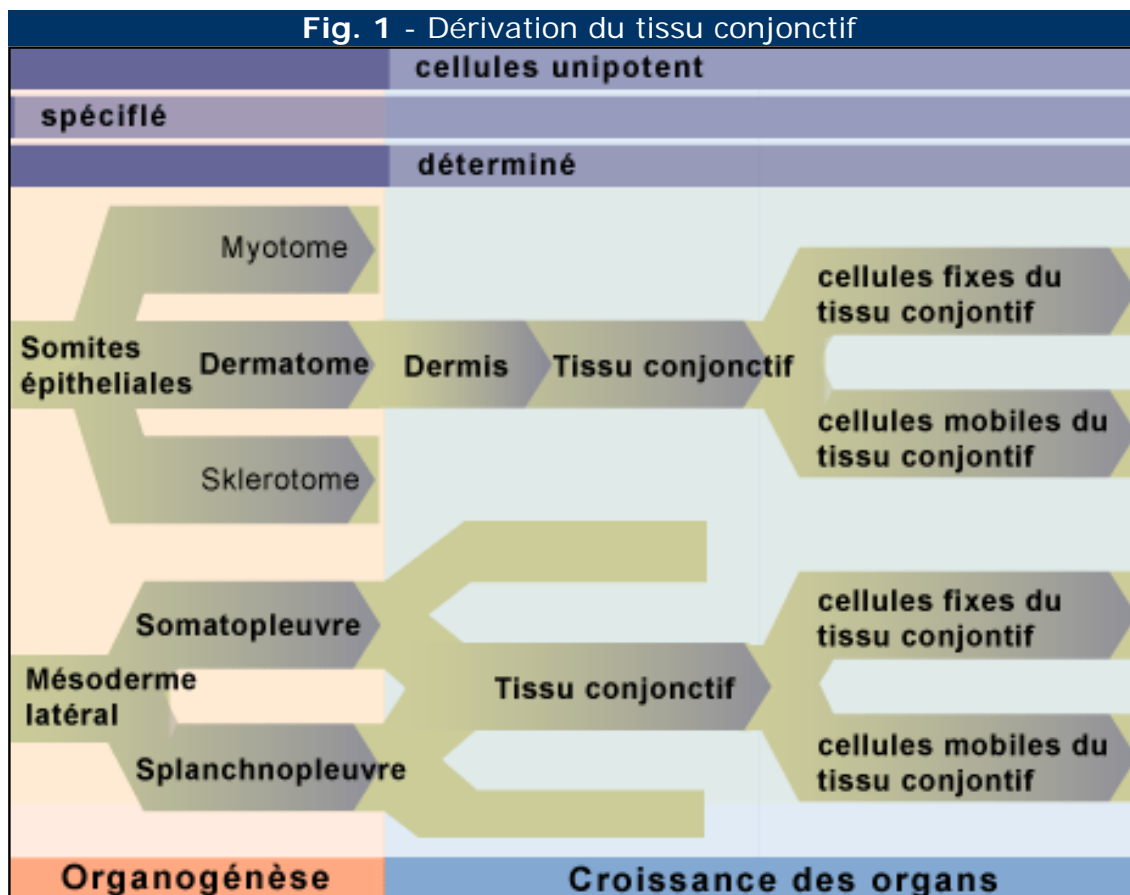 Fig. 1 - Dérivation du tissu conjonctif
cellules unipotent
spéciflé
déterminé
Myotome
Somites
épitheliales
Dermatome
Dermis
Tissu conjonctif
cellules fixes du
tissu conjontif
cellules mobiles du
tissu conjontif
Sklerotome
Somatopleuvre
Mésoderme
latéral
Splanchnopleuvre
Tissu conjonctif
cellules fixes du
tissu conjontif
cellules mobiles du
tissu conjontif
Organogénèse
Croissance des organs